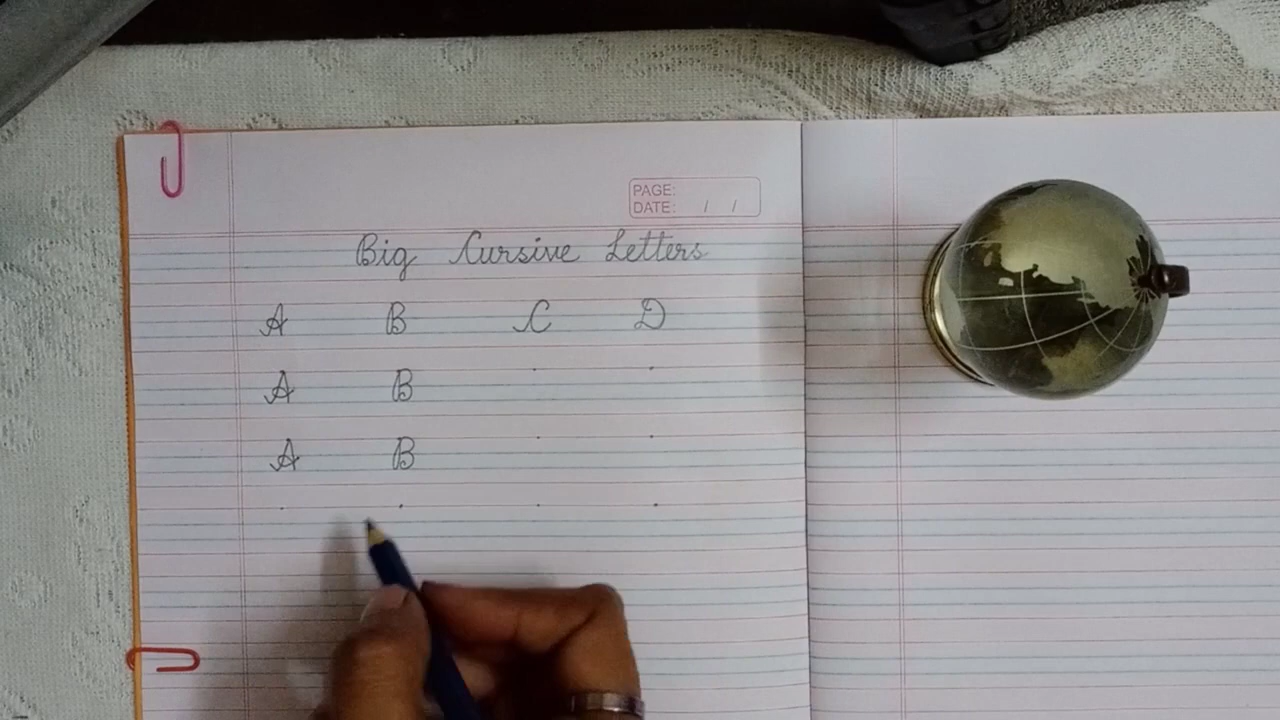 PAGE:
DATE: / /
Big Cursive Letters
A B C D
A B
A B